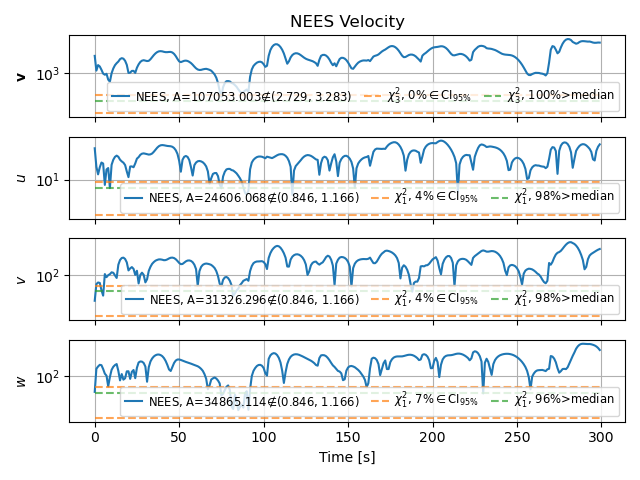 NEES Velocity
v
10³
NEES, A=107053.003∉(2.729, 3.283) χ²₃, 0%∈CI₉₅% χ²₃, 100%>median
u
10¹
NEES, A=24606.068∉(0.846, 1.166) χ²₁, 4%∈CI₉₅% χ²₁, 98%>median
v
10²
NEES, A=31326.296∉(0.846, 1.166) χ²₁, 4%∈CI₉₅% χ²₁, 98%>median
w
10²
NEES, A=34865.114∉(0.846, 1.166) χ²₁, 7%∈CI₉₅% χ²₁, 96%>median
0 50 100 150 200 250 300
Time [s]